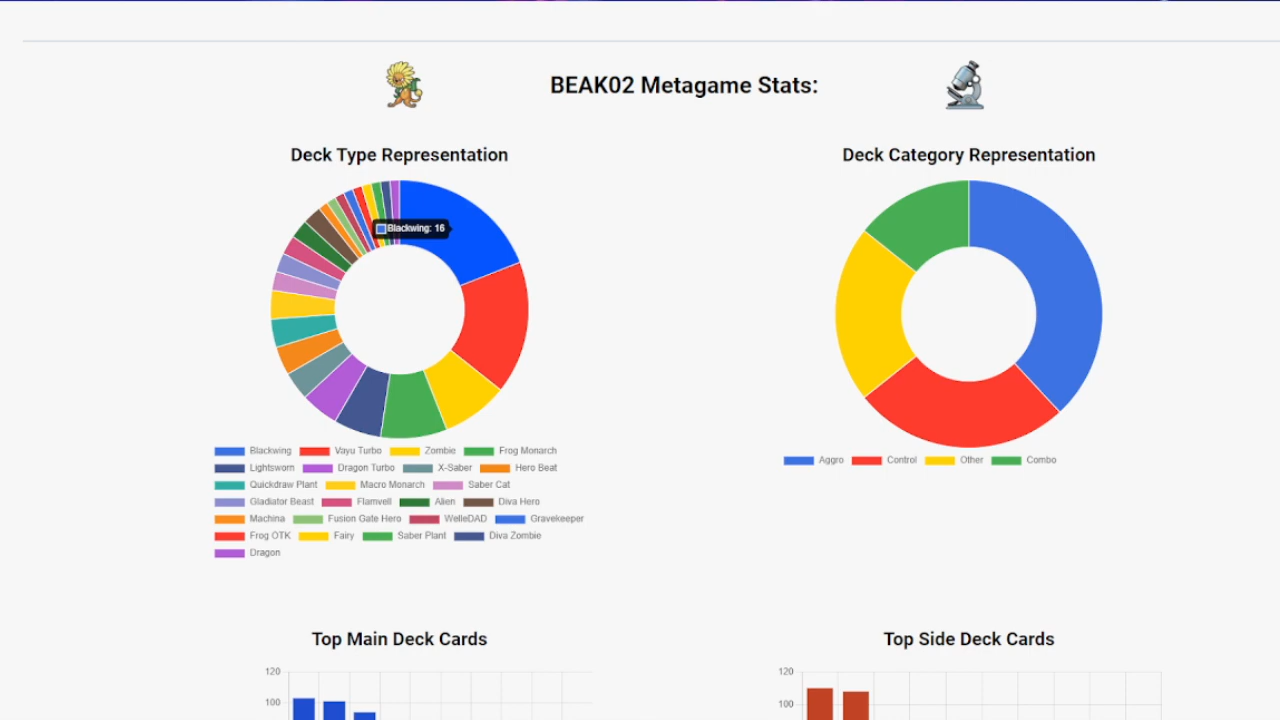 BEAK02 Metagame Stats:
Deck Type Representation
Deck Category Representation
Blackwing: 16
Blackwing Vayu Turbo Zombie Frog Monarch
Lightsworn Dragon Turbo X-Saber Hero Beat
Quickdraw Plant Macro Monarch Saber Cat
Gladiator Beast Flamvell Alien Diva Hero
Machina Fusion Gate Hero WelleDAD Gravekeeper
Frog OTK Fairy Saber Plant Diva Zombie
Dragon
Aggro Control Other Combo
Top Main Deck Cards
Top Side Deck Cards
120
100
120
100